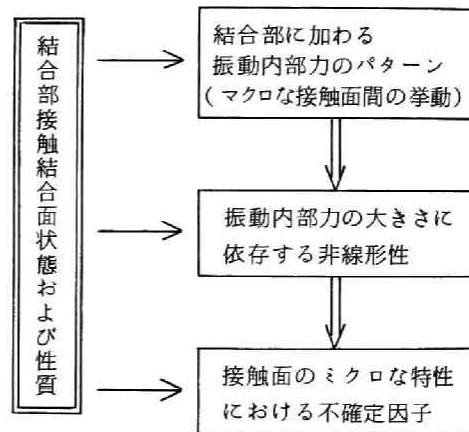 結合部接触結合面状態および性質
結合部に加わる
振動内部力のパターン
(マクロな接触面間の挙動)
振動内部力の大きさに
依存する非線形性
接触面のミクロな特性
における不確定因子